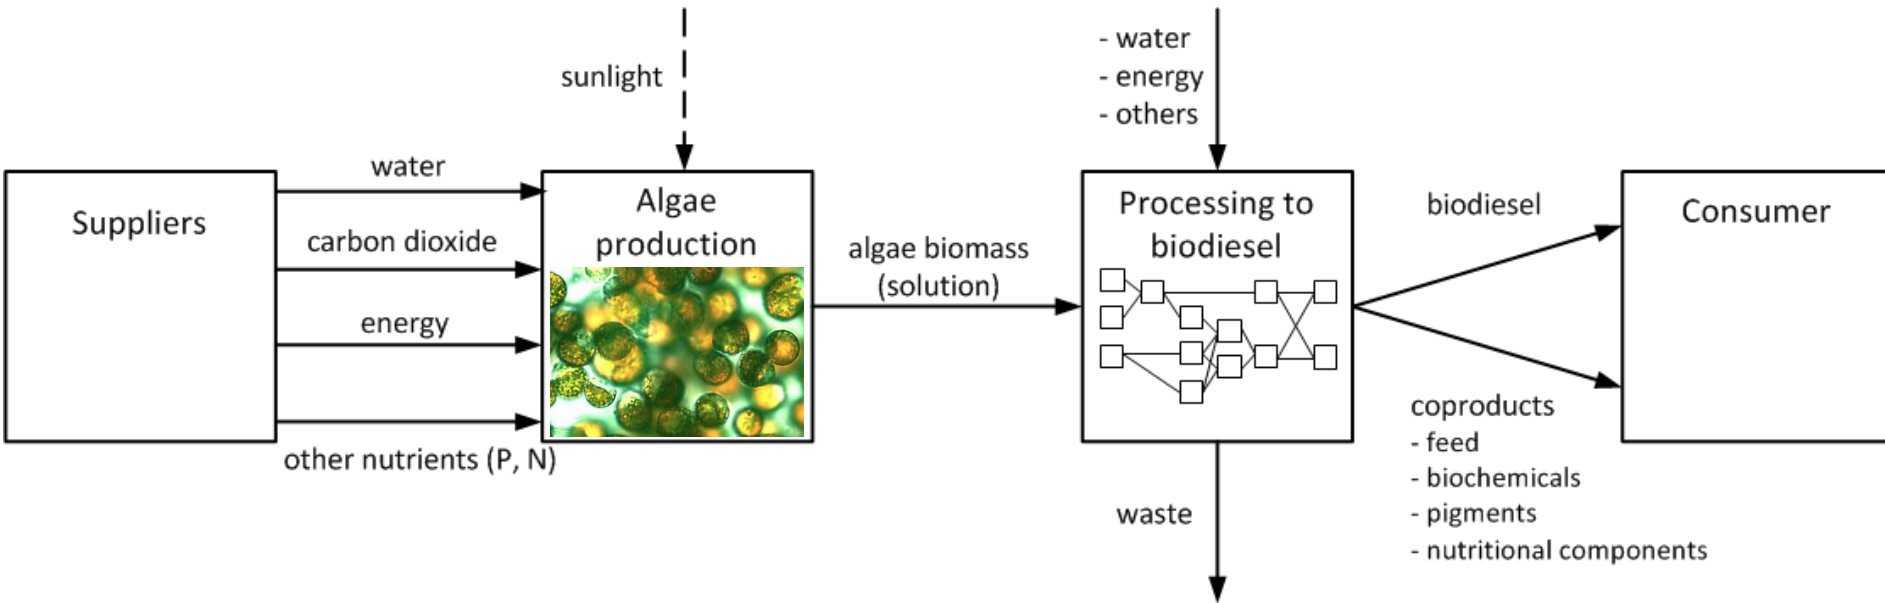 sunlight
- water
- energy
- others
Suppliers
water
carbon dioxide
energy
other nutrients (P, N)
Algae
production
algae biomass
(solution)
Processing to
biodiesel
waste
biodiesel
coproducts
- feed
- biochemicals
- pigments
- nutritional components
Consumer